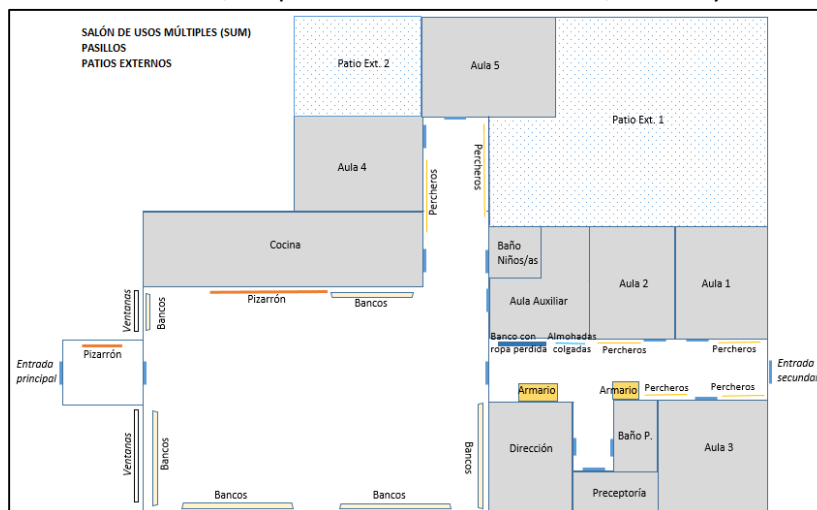 SALÓN DE USOS MÚLTIPLES (SUM)
PASILLOS
PATIOS EXTERNOS
Patio Ext. 2
Aula 5
Patio Ext. 1
Aula 4
Percheros
Percheros
Cocina
Baño
Niños/as
Aula Auxiliar
Aula 2
Aula 1
Ventanas
Bancos
Pizarrón
Bancos
Banco con
ropa perdida
Almohadas
colgadas
Percheros
Percheros
Entrada
principal
Pizarrón
Entrada
secundar
Armario
Armario
Percheros
Percheros
Ventanas
Bancos
Bancos
Dirección
Baño P.
Aula 3
Bancos
Bancos
Preceptoría